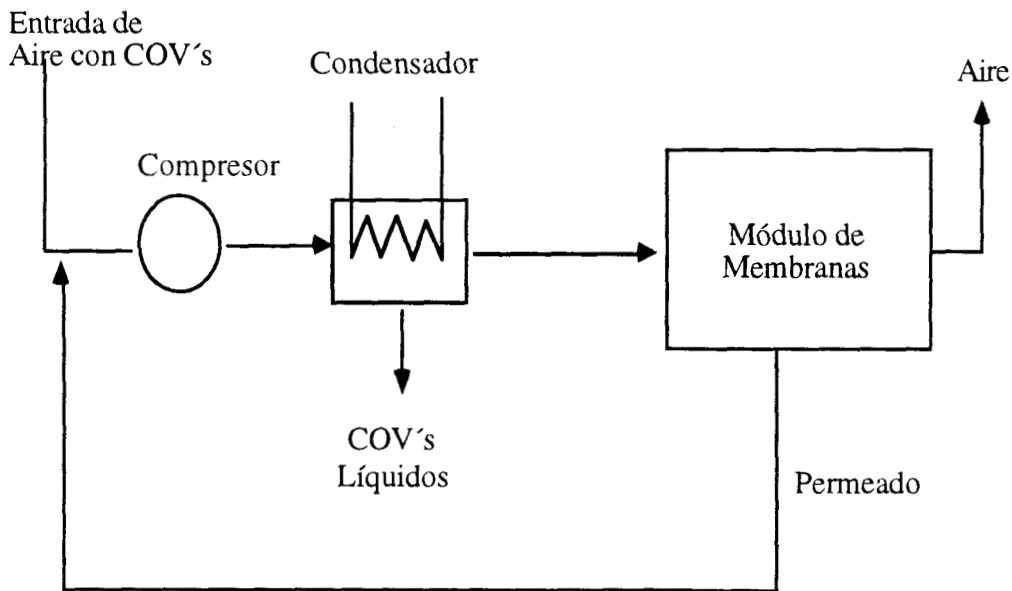 Entrada de
Aire con COV´s
Condensador
Aire
Compresor
Módulo de
Membranas
COV´s
Líquidos
Permeado